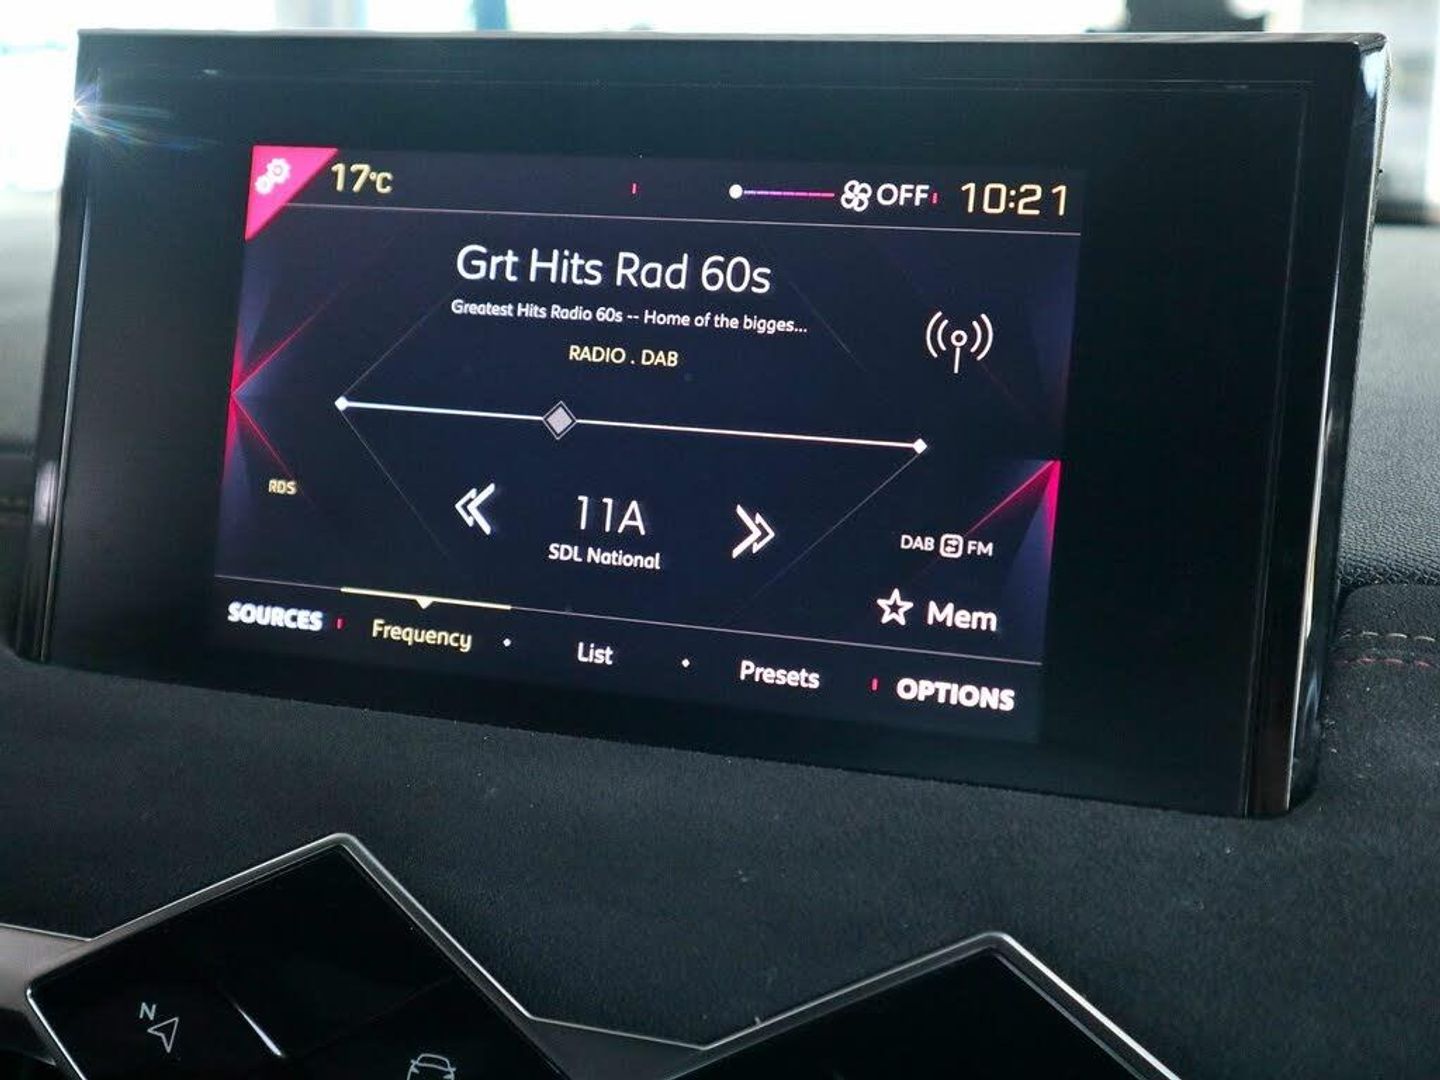 17°C OFF 10:21
Grt Hits Rad 60s
Greatest Hits Radio 60s -- Home of the bigges...
RADIO . DAB
RDS
11A
SDL National
DAB FM
Mem
SOURCES Frequency List Presets OPTIONS
N